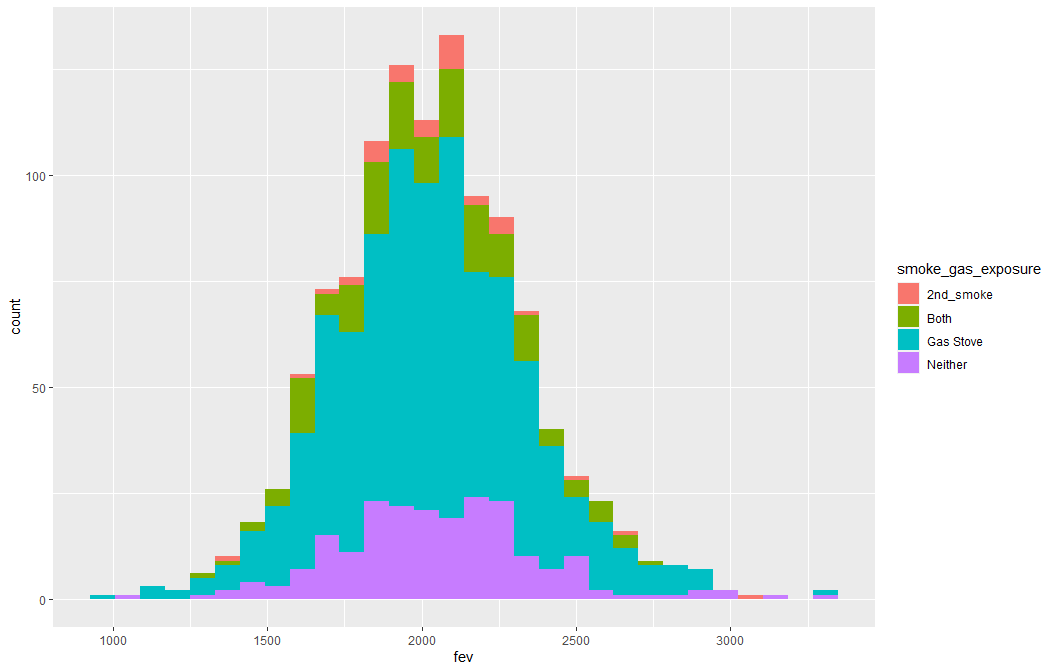 100
50
0
count
1000 1500 2000 2500 3000
fev
smoke_gas_exposure
2nd_smoke
Both
Gas Stove
Neither